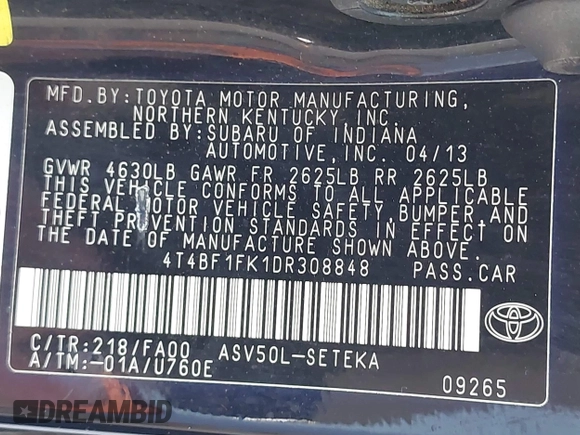 MFD.BY:TOYOTA MOTOR MANUFACTURING,
NORTHERN KENTUCKY, INC.
ASSEMBLED BY:SUBARU OF INDIANA
AUTOMOTIVE,INC. 04/13
GVWR 4630LB GAWR FR 2625LB RR 2625LB
THIS VEHICLE CONFORMS TO ALL APPLICABLE
FEDERAL MOTOR VEHICLE SAFETY,BUMPER,AND
THEFT PREVENTION STANDARDS IN EFFECT ON
THE DATE OF MANUFACTURE SHOWN ABOVE.
4T4BF1FK1DR308848 PASS.CAR
C/TR:218/FA00 ASV50L-SETEKA
A/TM:-01A/U760E
09265
DREAMBID